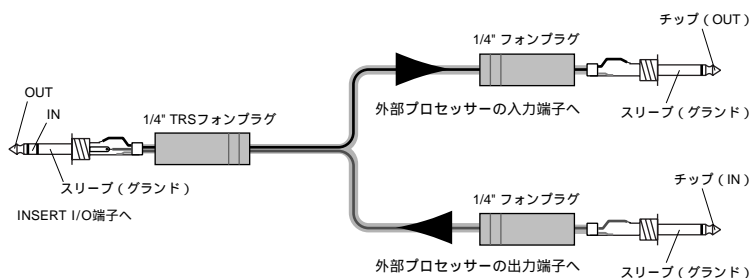 チップ（OUT）
1/4" フォンプラグ
スリーブ（グランド）
外部プロセッサーの入力端子へ
OUT
IN
1/4" TRSフォンプラグ
スリーブ（グランド）
INSERT I/O端子へ
チップ（IN）
1/4" フォンプラグ
スリーブ（グランド）
外部プロセッサーの出力端子へ